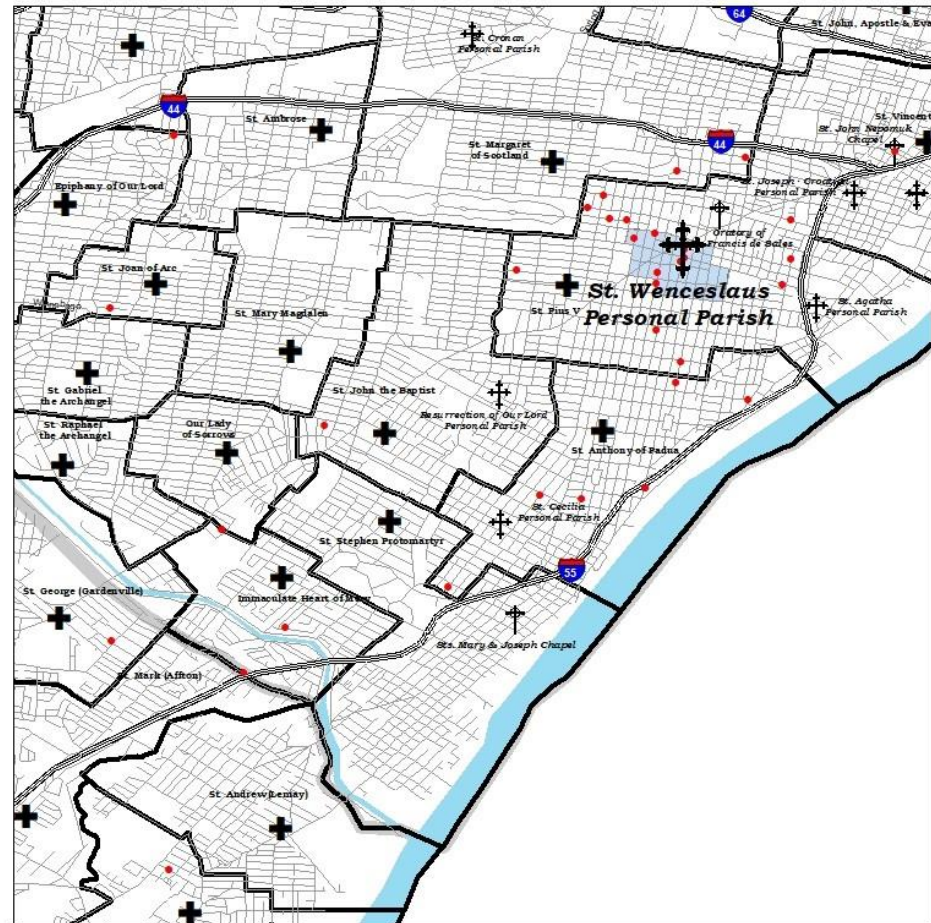 64
St. John, Apostle & Eva
St. Cronan
Personal Parish
44
St. Ambrose
St. Margaret
of Scotland
44
St. Vincent
St. John Nepomuk
Chapel
Epiphany of Our Lord
St. Joseph - Croatian
Personal Parish
Oratory of
Francis de Sales
St. Joan of Arc
St. Wenceslaus
Personal Parish
St. Pius V
St. Agatha
Personal Parish
St. Mary Magdalen
St. Gabriel
the Archangel
St. John the Baptist
Resurrection of Our Lord
Personal Parish
St. Raphael
the Archangel
Our Lady
of Sorrows
St. Anthony of Padua
St. Cecilia
Personal Parish
St. Stephen Protomartyr
55
St. George (Gardenville)
Immaculate Heart of Mary
Sts. Mary & Joseph Chapel
St. Mark (Affton)
St. Andrew (Lemay)